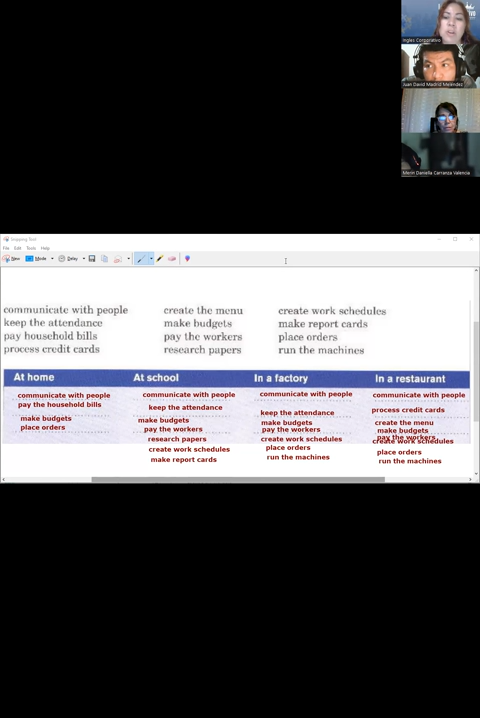 Ingles Corporativo
Juan David Madrid Melendez
Merin Daniella Carranza Valencia
Snipping Tool
File Edit Tools Help
New Mode Delay
communicate with people create the menu create work schedules
keep the attendance make budgets make report cards
pay household bills pay the workers place orders
process credit cards research papers run the machines
At home At school In a factory In a restaurant
communicate with people
pay the household bills
make budgets
place orders
communicate with people
keep the attendance
make budgets
pay the workers
research papers
create work schedules
make report cards
communicate with people
keep the attendance
make budgets
pay the workers
create work schedules
place orders
run the machines
communicate with people
process credit cards
create the menu
make budgets
pay the workers
create work schedules
place orders
run the machines